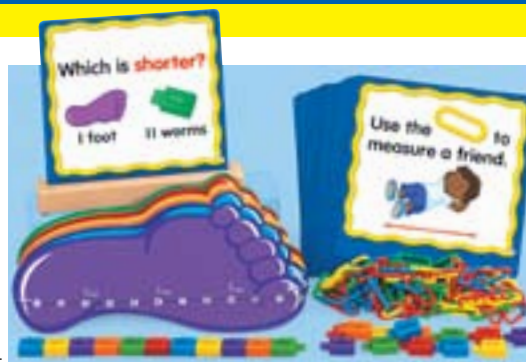 Which is shorter?
1 foot 11 worms
Use the to
measure a friend.